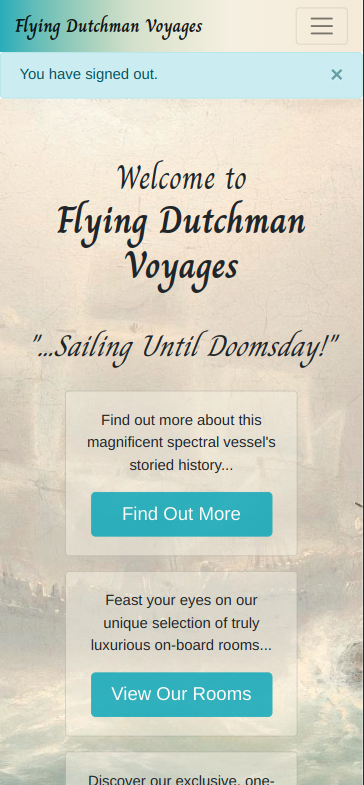 Flying Dutchman Voyages
You have signed out.
×
Welcome to
Flying Dutchman
Voyages
"...Sailing Until Doomsday!"
Find out more about this
magnificent spectral vessel's
storied history...
Find Out More
Feast your eyes on our
unique selection of truly
luxurious on-board rooms...
View Our Rooms
Discover our exclusive, one-